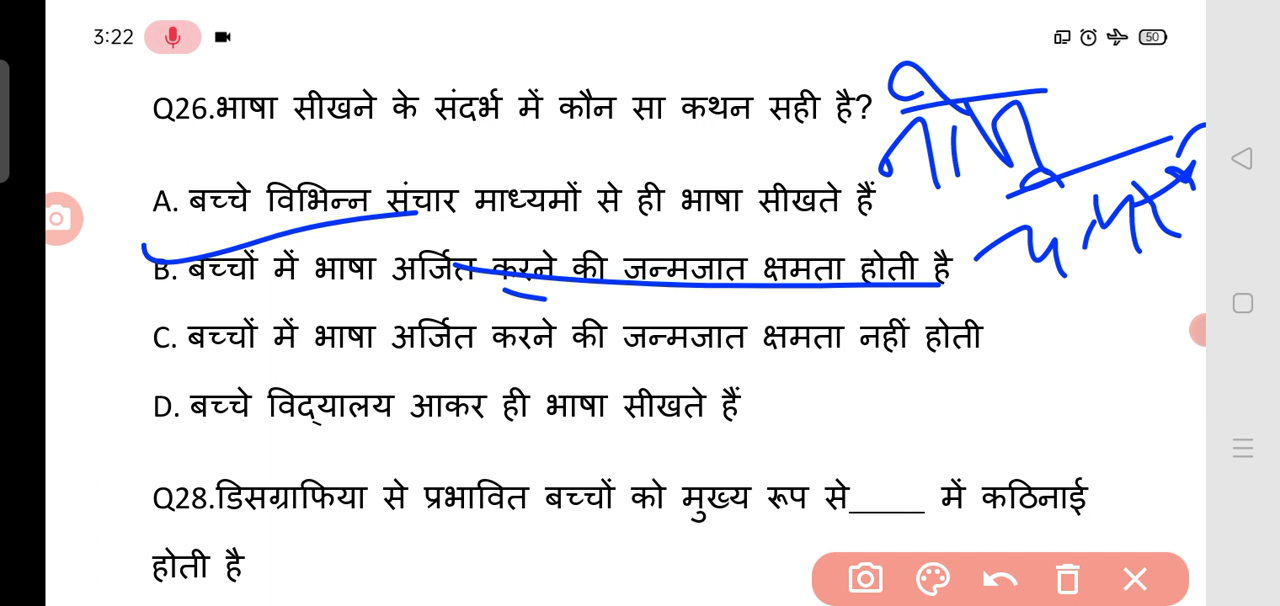 3:22
50
Q26.भाषा सीखने के संदर्भ में कौन सा कथन सही है?
A. बच्चे विभिन्न संचार माध्यमों से ही भाषा सीखते हैं
B. बच्चों में भाषा अर्जित करने की जन्मजात क्षमता होती है
C. बच्चों में भाषा अर्जित करने की जन्मजात क्षमता नहीं होती
D. बच्चे विद्यालय आकर ही भाषा सीखते हैं
Q28.डिसग्राफिया से प्रभावित बच्चों को मुख्य रूप से_____ में कठिनाई
होती है